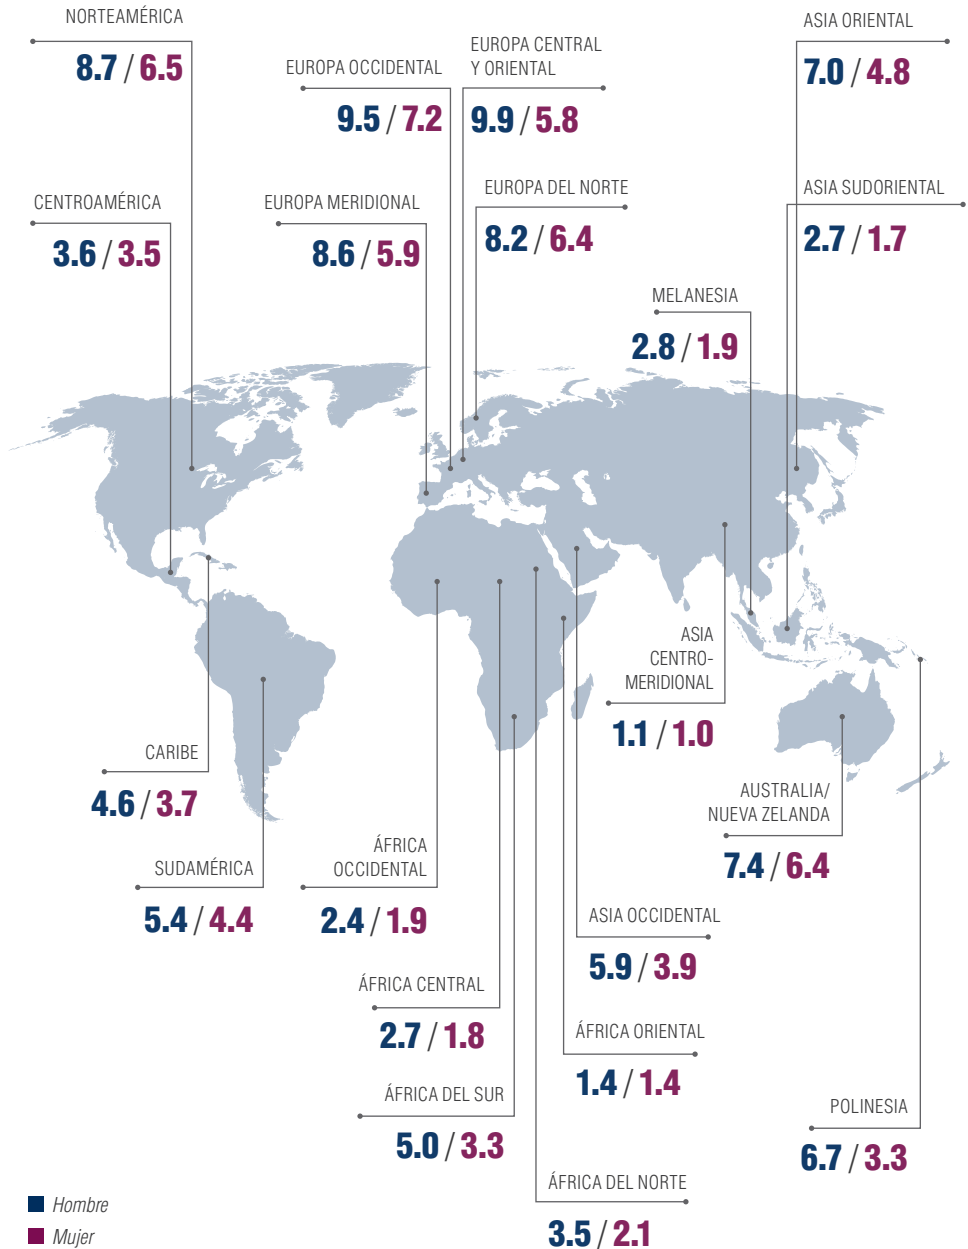 NORTEAMÉRICA
8.7 / 6.5
EUROPA OCCIDENTAL
9.5 / 7.2
EUROPA CENTRAL
Y ORIENTAL
9.9 / 5.8
ASIA ORIENTAL
7.0 / 4.8
CENTROAMÉRICA
3.6 / 3.5
EUROPA MERIDIONAL
8.6 / 5.9
EUROPA DEL NORTE
8.2 / 6.4
ASIA SUDORIENTAL
2.7 / 1.7
MELANESIA
2.8 / 1.9
ASIA
CENTRO-
MERIDIONAL
1.1 / 1.0
CARIBE
4.6 / 3.7
AUSTRALIA/
NUEVA ZELANDA
7.4 / 6.4
SUDAMÉRICA
5.4 / 4.4
ÁFRICA
OCCIDENTAL
2.4 / 1.9
ASIA OCCIDENTAL
5.9 / 3.9
ÁFRICA CENTRAL
2.7 / 1.8
ÁFRICA ORIENTAL
1.4 / 1.4
ÁFRICA DEL SUR
5.0 / 3.3
POLINESIA
6.7 / 3.3
ÁFRICA DEL NORTE
3.5 / 2.1
Hombre
Mujer